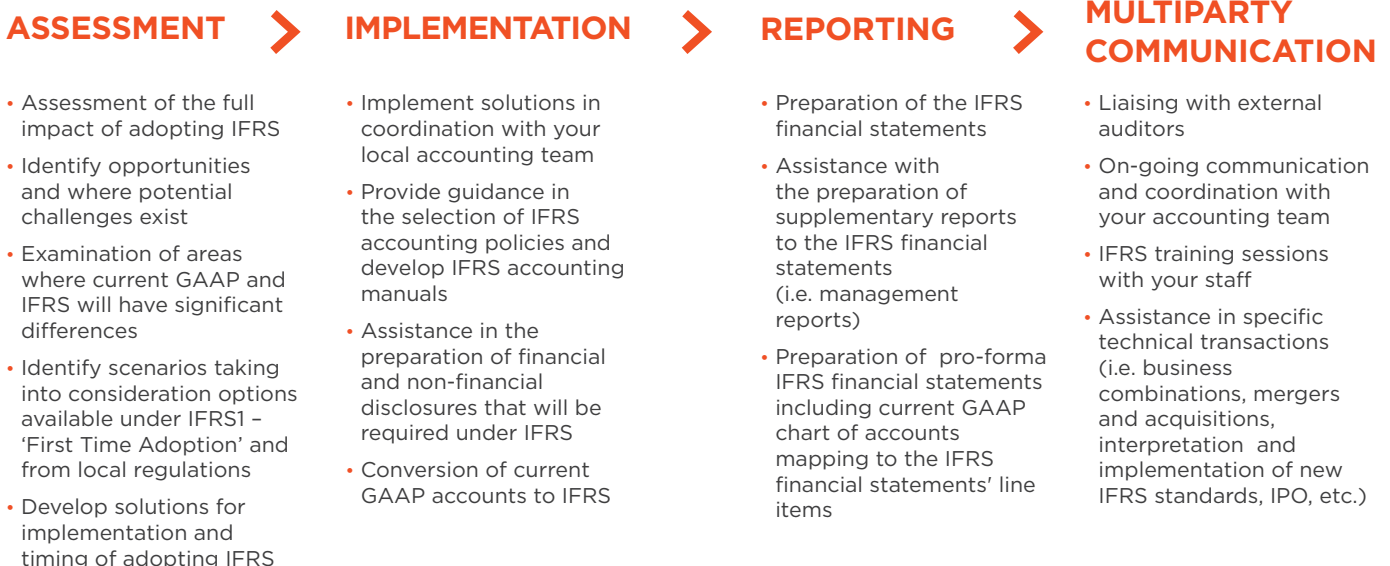 ASSESSMENT
• Assessment of the full
impact of adopting IFRS
• Identify opportunities
and where potential
challenges exist
• Examination of areas
where current GAAP and
IFRS will have significant
differences
• Identify scenarios taking
into consideration options
available under IFRS1 –
‘First Time Adoption’ and
from local regulations
• Develop solutions for
implementation and
timing of adopting IFRS
IMPLEMENTATION
• Implement solutions in
coordination with your
local accounting team
• Provide guidance in
the selection of IFRS
accounting policies and
develop IFRS accounting
manuals
• Assistance in the
preparation of financial
and non-financial
disclosures that will be
required under IFRS
• Conversion of current
GAAP accounts to IFRS
REPORTING
• Preparation of the IFRS
financial statements
• Assistance with
the preparation of
supplementary reports
to the IFRS financial
statements
(i.e. management
reports)
• Preparation of  pro-forma
IFRS financial statements
including current GAAP
chart of accounts
mapping to the IFRS
financial statements' line
items
MULTIPARTY
COMMUNICATION
• Liaising with external
auditors
• On-going communication
and coordination with
your accounting team
• IFRS training sessions
with your staff
• Assistance in specific
technical transactions
(i.e. business
combinations, mergers
and acquisitions,
interpretation  and
implementation of new
IFRS standards, IPO, etc.)